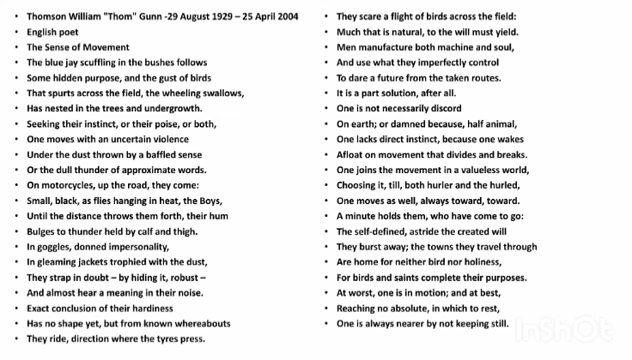 Thomson William "Thom" Gunn -29 August 1929 – 25 April 2004
English poet
The Sense of Movement
The blue jay scuffling in the bushes follows
Some hidden purpose, and the gust of birds
That spurts across the field, the wheeling swallows,
Has nested in the trees and undergrowth.
Seeking their instinct, or their poise, or both,
One moves with an uncertain violence
Under the dust thrown by a baffled sense
Or the dull thunder of approximate words.
On motorcycles, up the road, they come:
Small, black, as flies hanging in heat, the Boys,
Until the distance throws them forth, their hum
Bulges to thunder held by calf and thigh.
In goggles, donned impersonality,
In gleaming jackets trophied with the dust,
They strap in doubt – by hiding it, robust –
And almost hear a meaning in their noise.
Exact conclusion of their hardiness
Has no shape yet, but from known whereabouts
They ride, direction where the tyres press.
They scare a flight of birds across the field:
Much that is natural, to the will must yield.
Men manufacture both machine and soul,
And use what they imperfectly control
To dare a future from the taken routes.
It is a part solution, after all.
One is not necessarily discord
On earth; or damned because, half animal,
One lacks direct instinct, because one wakes
Afloat on movement that divides and breaks.
One joins the movement in a valueless world,
Choosing it, till, both hurler and the hurled,
One moves as well, always toward, toward.
A minute holds them, who have come to go:
The self-defined, astride the created will
They burst away; the towns they travel through
Are home for neither bird nor holiness,
For birds and saints complete their purposes.
At worst, one is in motion; and at best,
Reaching no absolute, in which to rest,
One is always nearer by not keeping still.
InShOt